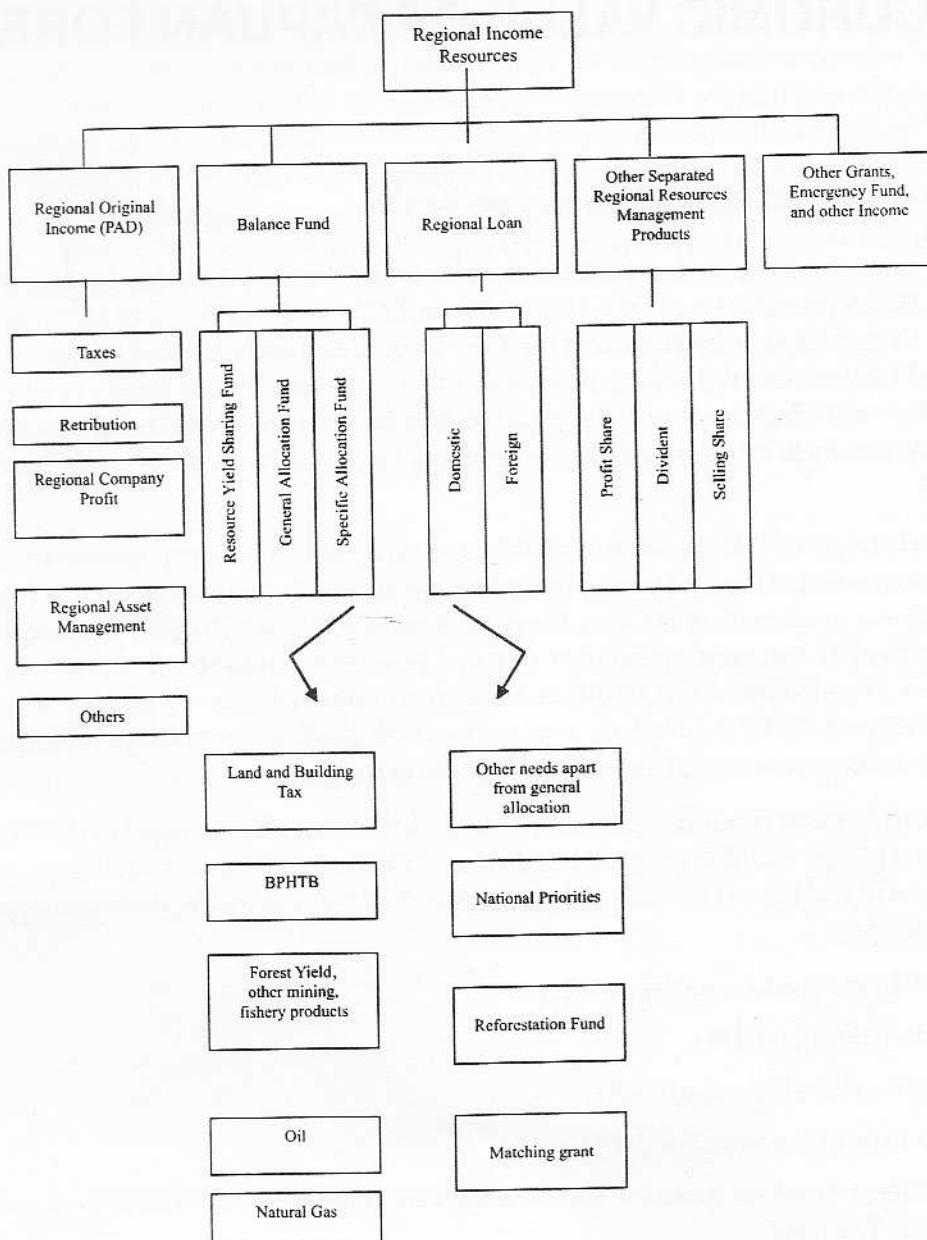 Regional Income
Resources
Regional Original
Income (PAD)
Balance Fund
Regional Loan
Other Separated
Regional Resources
Management
Products
Other Grants,
Emergency Fund,
and other Income
Taxes
Retribution
Regional Company
Profit
Regional Asset
Management
Others
Resource Yield Sharing Fund
General Allocation Fund
Specific Allocation Fund
Domestic
Foreign
Profit Share
Divident
Selling Share
Land and Building
Tax
BPHTB
Forest Yield,
other mining,
fishery products
Oil
Natural Gas
Other needs apart
from general
allocation
National Priorities
Reforestation Fund
Matching grant